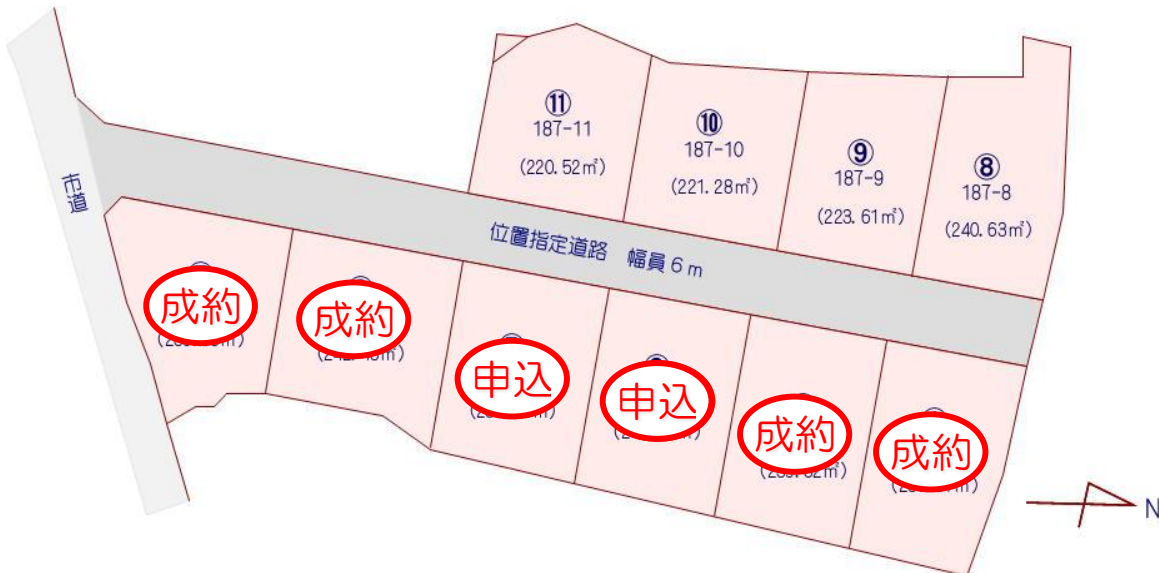 ⑪
187-11
(220.52㎡)
⑩
187-10
(221.28㎡)
⑨
187-9
(223.61㎡)
⑧
187-8
(240.63㎡)
市道
位置指定道路 幅員6m
成約
成約
申込
申込
成約
成約
N